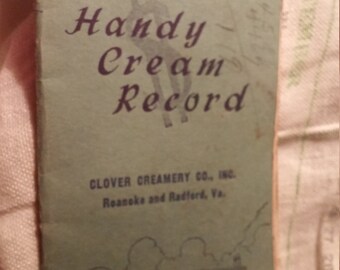 Handy
Cream
Record
CLOVER CREAMERY CO., INC.
Roanoke and Radford, Va.